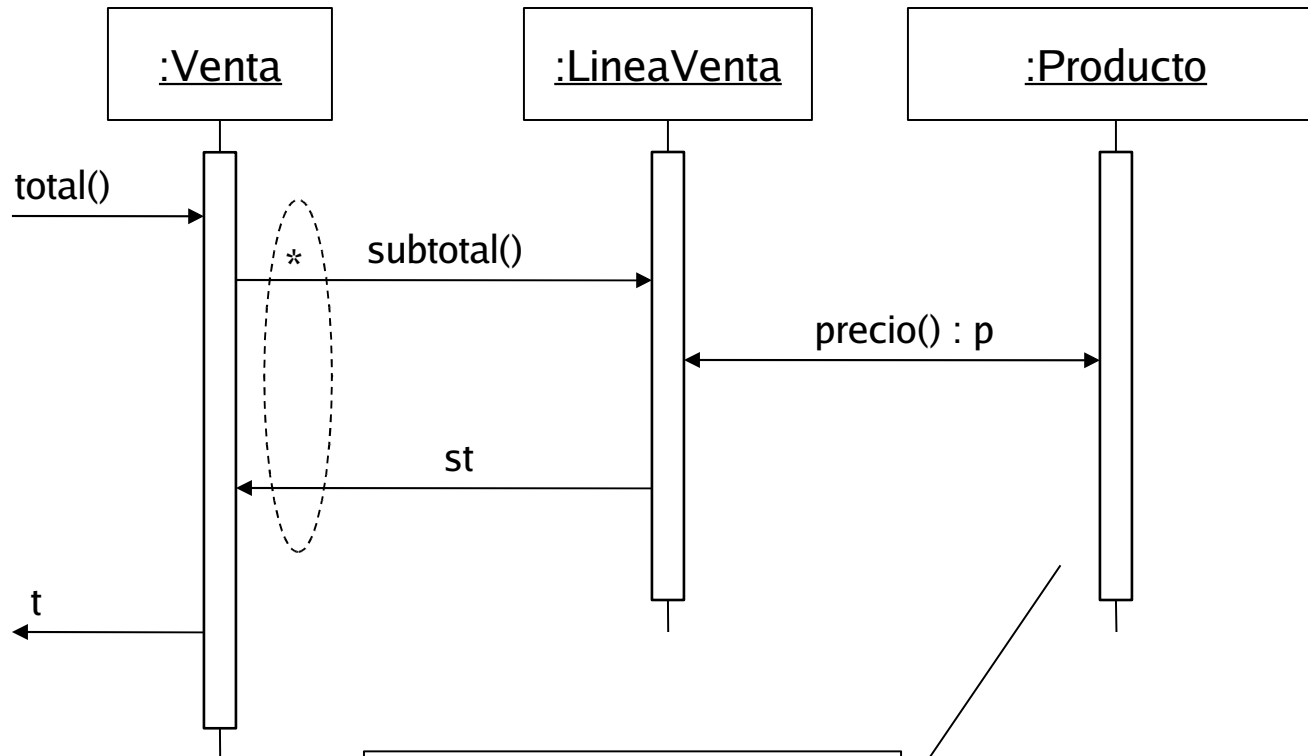 :Venta
:LineaVenta
:Producto
total()
* subtotal()
precio() : p
st
t